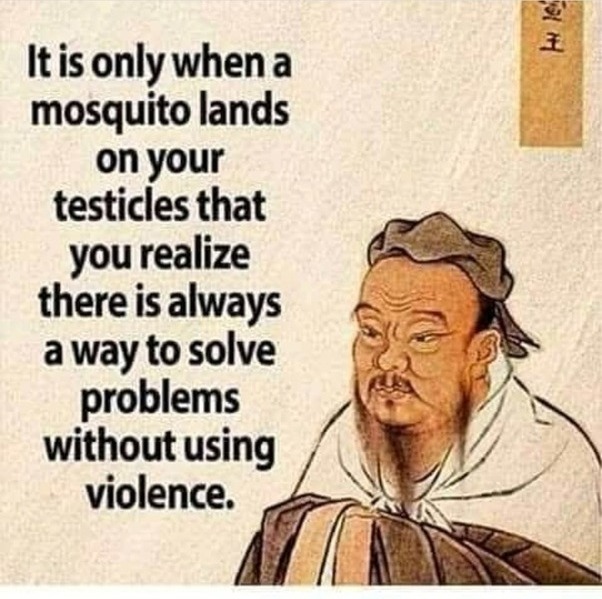 It is only when a
mosquito lands
on your
testicles that
you realize
there is always
a way to solve
problems
without using
violence.
宣
王